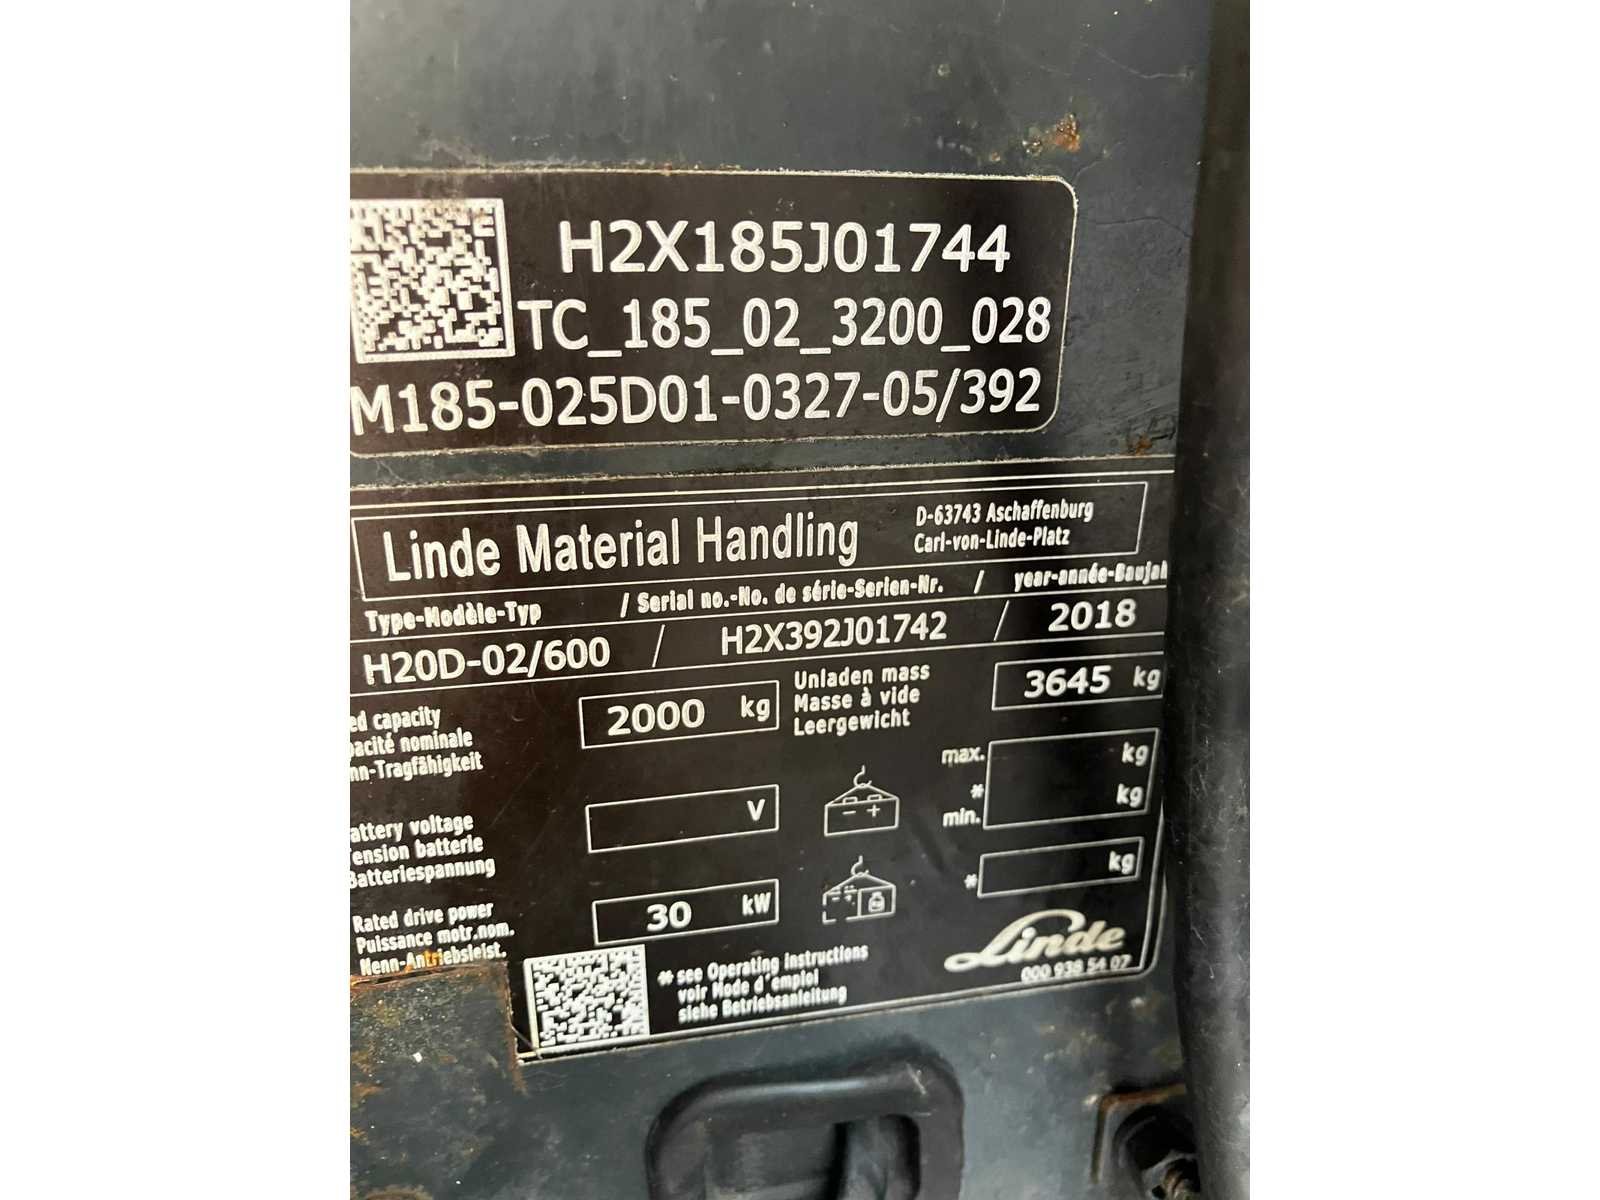 H2X185J01744
TC_185_02_3200_028
M185-025D01-0327-05/392
Linde Material Handling
D-63743 Aschaffenburg
Carl-von-Linde-Platz
Type-Modèle-Typ / Serial no.-No. de série-Serien-Nr. / year-année-Baujah
H20D-02/600 / H2X392J01742 / 2018
ed capacity
pacité nominale
nn-Tragfähigkeit
2000 kg
Unladen mass
Masse à vide
Leergewicht
3645 kg
attery voltage
ension batterie
Batteriespannung
V
- +
max. kg
* kg
min.
Rated drive power
Puissance motr.nom.
Nenn-Antriebsleist.
30 kW
* kg
* see Operating instructions
voir Mode d'emploi
siehe Betriebsanleitung
Linde
000 938 54 07